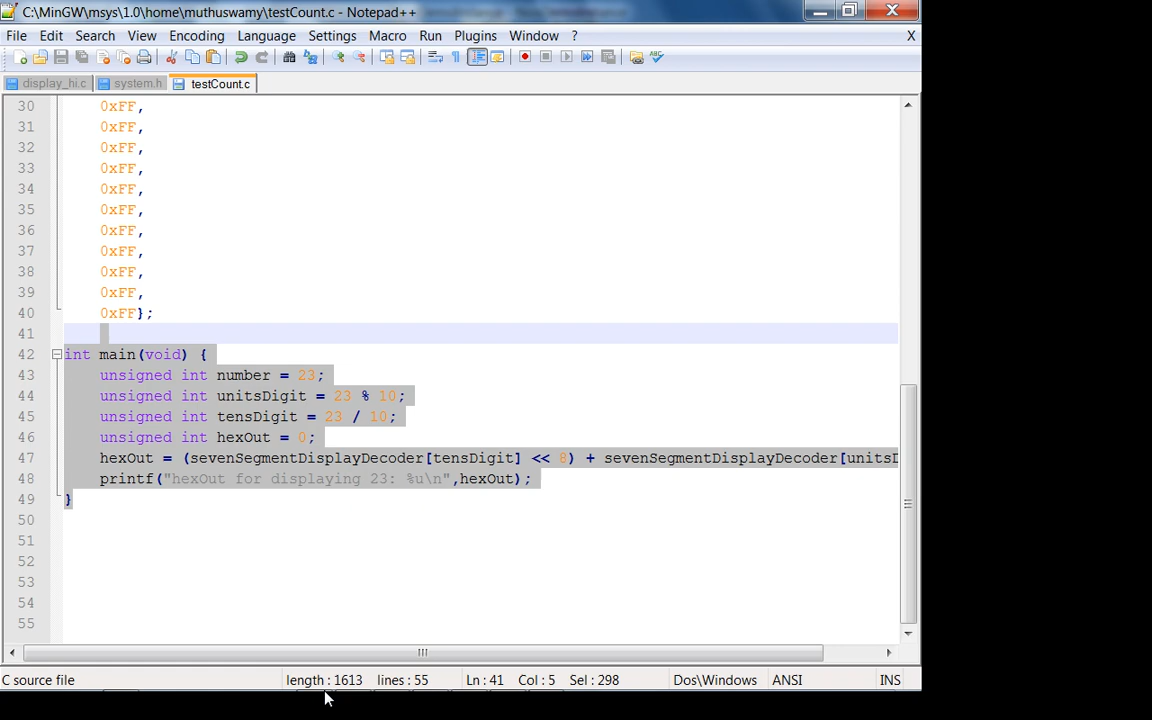 C:\MinGW\msys\1.0\home\muthuswamy\testCount.c - Notepad++
File Edit Search View Encoding Language Settings Macro Run Plugins Window ? X
display_hi.c system.h testCount.c
30 0xFF,
31 0xFF,
32 0xFF,
33 0xFF,
34 0xFF,
35 0xFF,
36 0xFF,
37 0xFF,
38 0xFF,
39 0xFF,
40 0xFF};
41
42 int main(void) {
43 unsigned int number = 23;
44 unsigned int unitsDigit = 23 % 10;
45 unsigned int tensDigit = 23 / 10;
46 unsigned int hexOut = 0;
47 hexOut = (sevenSegmentDisplayDecoder[tensDigit] << 8) + sevenSegmentDisplayDecoder[unitsD
48 printf("hexOut for displaying 23: %u\n",hexOut);
49 }
50
51
52
53
54
55
C source file length : 1613 lines : 55 Ln : 41 Col : 5 Sel : 298 Dos\Windows ANSI INS